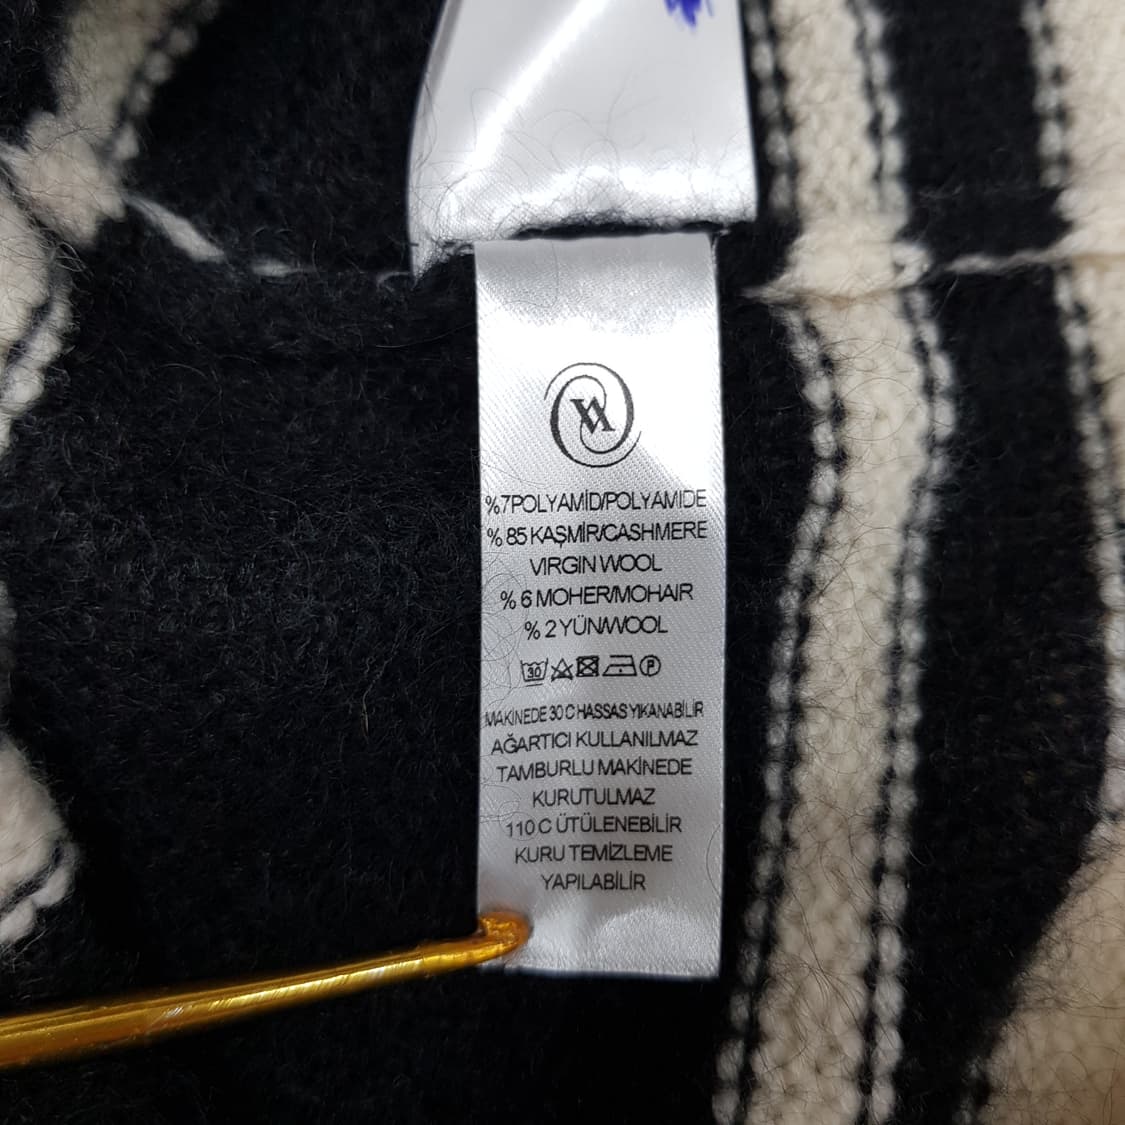 %7POLYAMİD/POLYAMIDE
% 85 KAŞMİR/CASHMERE
VIRGIN WOOL
% 6 MOHER/MOHAIR
% 2 YÜN/WOOL
30 P
MAKİNEDE 30 C HASSAS YIKANABİLİR
AĞARTICI KULLANILMAZ
TAMBURLU MAKİNEDE
KURUTULMAZ
110 C ÜTÜLENEBİLİR
KURU TEMİZLEME
YAPILABİLİR